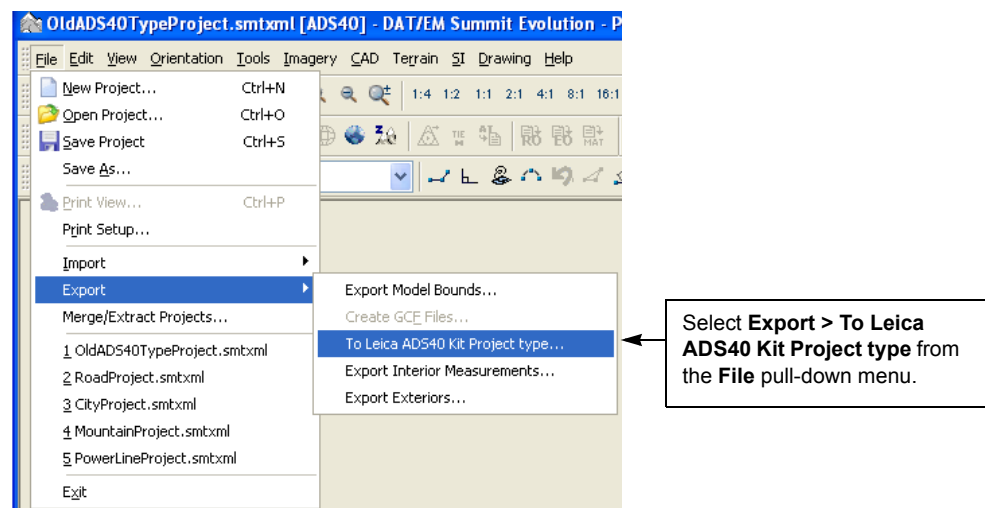 OldADS40TypeProject.smtxml [ADS40] - DAT/EM Summit Evolution - P
File Edit View Orientation Tools Imagery CAD Terrain SI Drawing Help
New Project... Ctrl+N
1:4 1:2 1:1 2:1 4:1 8:1 16:1
Open Project... Ctrl+O
Save Project Ctrl+S
TIE
RO EO MAT
Save As...
Print View... Ctrl+P
Print Setup...
Import
Export
Export Model Bounds...
Merge/Extract Projects...
Create GCF Files...
1 OldADS40TypeProject.smtxml
To Leica ADS40 Kit Project type...
2 RoadProject.smtxml
Export Interior Measurements...
3 CityProject.smtxml
Export Exteriors...
4 MountainProject.smtxml
5 PowerLineProject.smtxml
Exit
Select Export > To Leica
ADS40 Kit Project type from
the File pull-down menu.